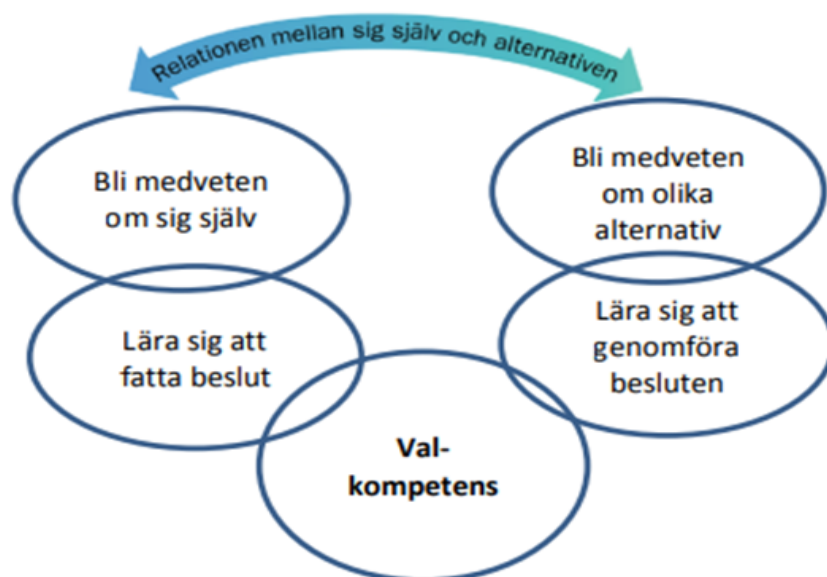 Relationen mellan sig själv och alternativen
Bli medveten
om sig själv
Bli medveten
om olika
alternativ
Lära sig att
fatta beslut
Lära sig att
genomföra
besluten
Val-
kompetens